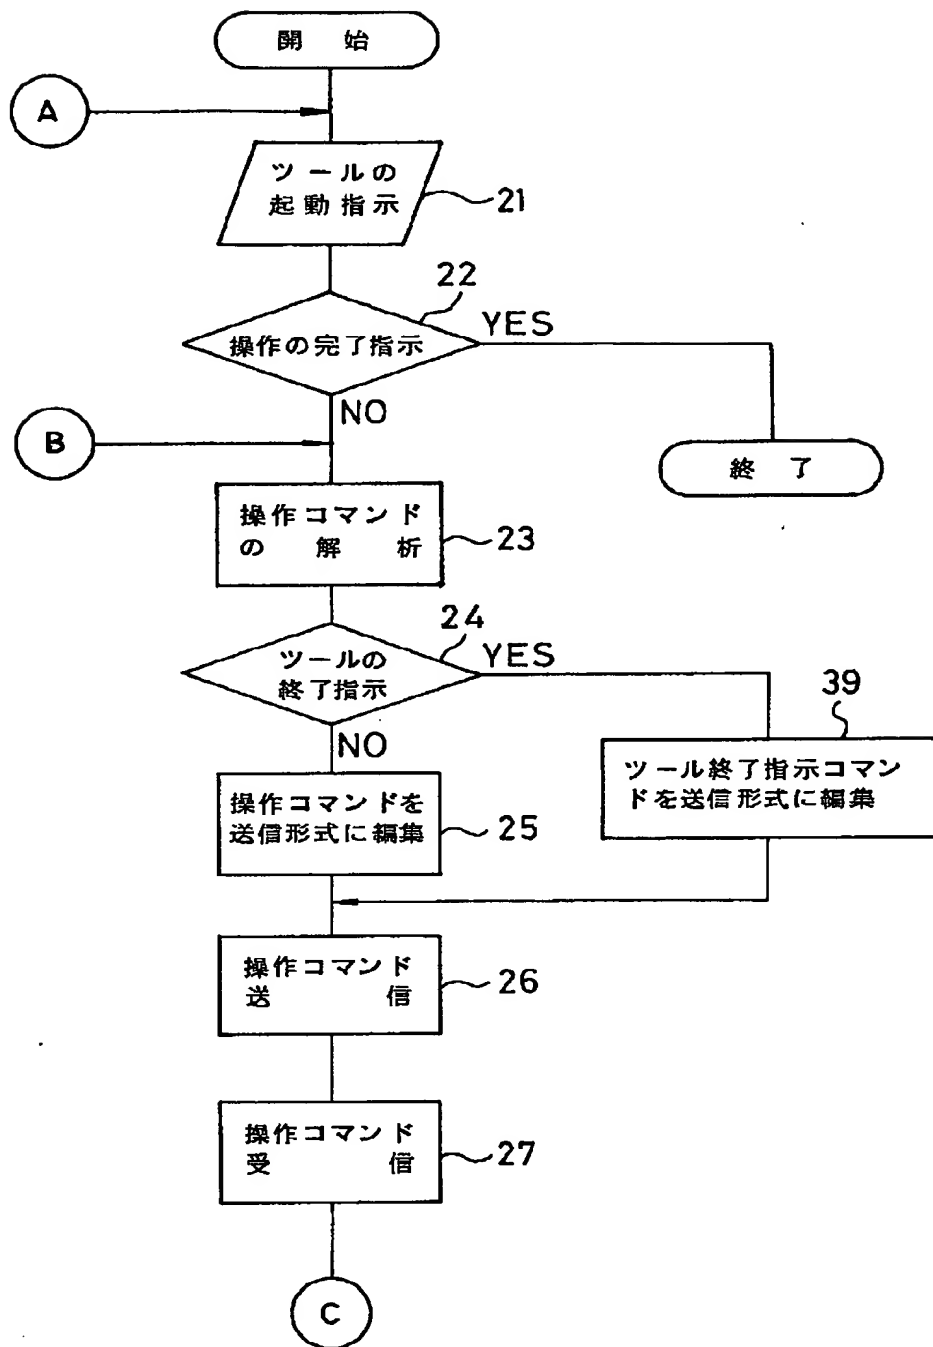 開始
A
ツールの
起動指示
21
22
操作の完了指示
YES
NO
B
終了
操作コマンド
の解析
23
24
ツールの
終了指示
YES
39
NO
ツール終了指示コマン
ドを送信形式に編集
操作コマンドを
送信形式に編集
25
操作コマンド
送信
26
操作コマンド
受信
27
C